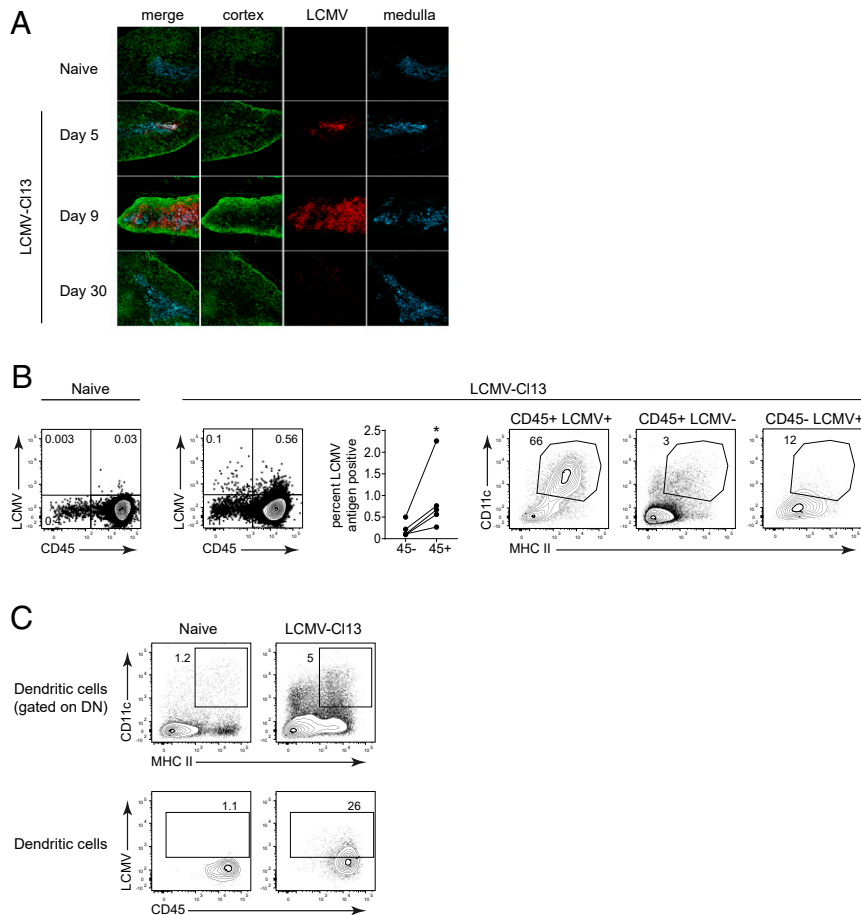 A
merge cortex LCMV medulla
Naive
Day 5
Day 9
Day 30
LCMV-Cl13
B
Naive
LCMV-Cl13
0.003 0.03
0.4
LCMV
CD45
0.1 0.56
LCMV
CD45
percent LCMV
antigen positive
2.5
2.0
1.5
1.0
0.5
0
*
45- 45+
CD45+ LCMV+ CD45+ LCMV- CD45- LCMV+
66 3 12
CD11c
MHC II
C
Naive LCMV-Cl13
Dendritic cells
(gated on DN)
1.2 5
CD11c
MHC II
Dendritic cells
1.1 26
LCMV
CD45